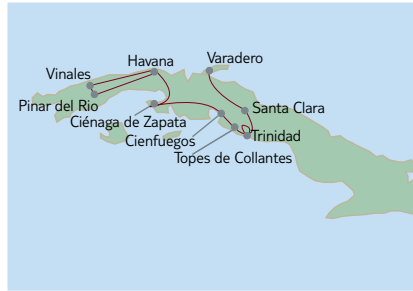 Havana
Varadero
Vinales
Pinar del Rio
Santa Clara
Ciénaga de Zapata
Cienfuegos
Trinidad
Topes de Collantes